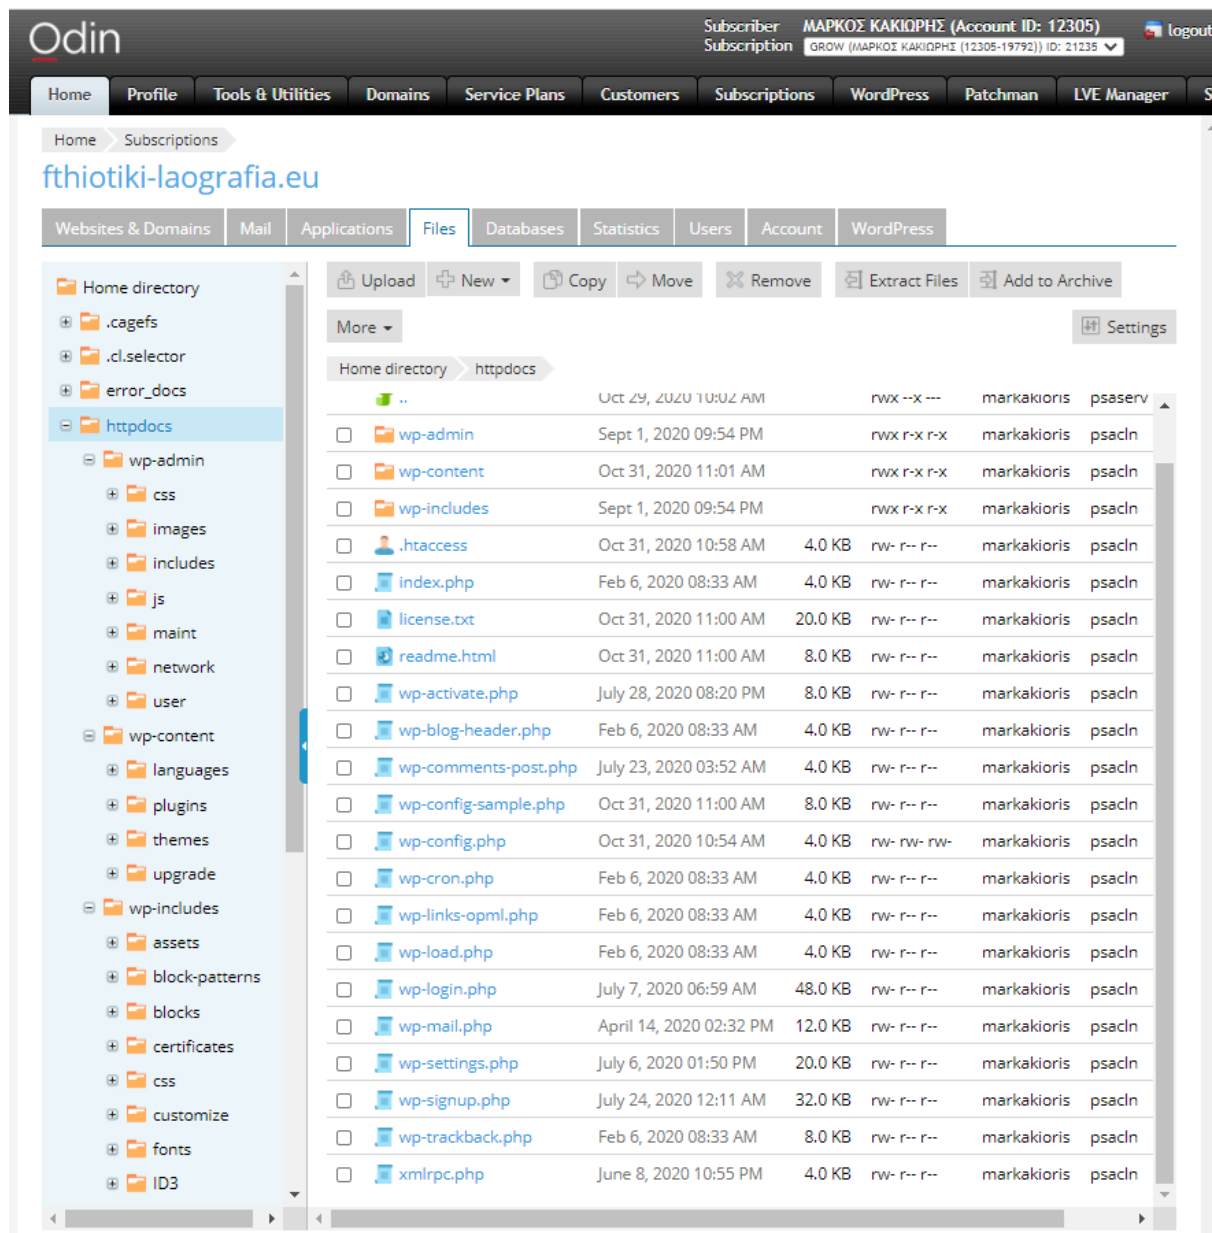 Odin
Subscriber ΜΑΡΚΟΣ ΚΑΚΙΩΡΗΣ (Account ID: 12305) logout
Subscription GROW (ΜΑΡΚΟΣ ΚΑΚΙΩΡΗΣ (12305-19792)) ID: 21235
Home Profile Tools & Utilities Domains Service Plans Customers Subscriptions WordPress Patchman LVE Manager S
Home Subscriptions
fthiotiki-laografia.eu
Websites & Domains Mail Applications Files Databases Statistics Users Account WordPress
Home directory
.cagefs
.cl.selector
error_docs
httpdocs
wp-admin
css
images
includes
js
maint
network
user
wp-content
languages
plugins
themes
upgrade
wp-includes
assets
block-patterns
blocks
certificates
css
customize
fonts
ID3
Upload New Copy Move Remove Extract Files Add to Archive
More Settings
Home directory httpdocs
.. Oct 29, 2020 10:02 AM rwx --x --- markakioris psaserv
wp-admin Sept 1, 2020 09:54 PM rwx r-x r-x markakioris psacln
wp-content Oct 31, 2020 11:01 AM rwx r-x r-x markakioris psacln
wp-includes Sept 1, 2020 09:54 PM rwx r-x r-x markakioris psacln
.htaccess Oct 31, 2020 10:58 AM 4.0 KB rw- r-- r-- markakioris psacln
index.php Feb 6, 2020 08:33 AM 4.0 KB rw- r-- r-- markakioris psacln
license.txt Oct 31, 2020 11:00 AM 20.0 KB rw- r-- r-- markakioris psacln
readme.html Oct 31, 2020 11:00 AM 8.0 KB rw- r-- r-- markakioris psacln
wp-activate.php July 28, 2020 08:20 PM 8.0 KB rw- r-- r-- markakioris psacln
wp-blog-header.php Feb 6, 2020 08:33 AM 4.0 KB rw- r-- r-- markakioris psacln
wp-comments-post.php July 23, 2020 03:52 AM 4.0 KB rw- r-- r-- markakioris psacln
wp-config-sample.php Oct 31, 2020 11:00 AM 8.0 KB rw- r-- r-- markakioris psacln
wp-config.php Oct 31, 2020 10:54 AM 4.0 KB rw- rw- rw- markakioris psacln
wp-cron.php Feb 6, 2020 08:33 AM 4.0 KB rw- r-- r-- markakioris psacln
wp-links-opml.php Feb 6, 2020 08:33 AM 4.0 KB rw- r-- r-- markakioris psacln
wp-load.php Feb 6, 2020 08:33 AM 4.0 KB rw- r-- r-- markakioris psacln
wp-login.php July 7, 2020 06:59 AM 48.0 KB rw- r-- r-- markakioris psacln
wp-mail.php April 14, 2020 02:32 PM 12.0 KB rw- r-- r-- markakioris psacln
wp-settings.php July 6, 2020 01:50 PM 20.0 KB rw- r-- r-- markakioris psacln
wp-signup.php July 24, 2020 12:11 AM 32.0 KB rw- r-- r-- markakioris psacln
wp-trackback.php Feb 6, 2020 08:33 AM 8.0 KB rw- r-- r-- markakioris psacln
xmlrpc.php June 8, 2020 10:55 PM 4.0 KB rw- r-- r-- markakioris psacln